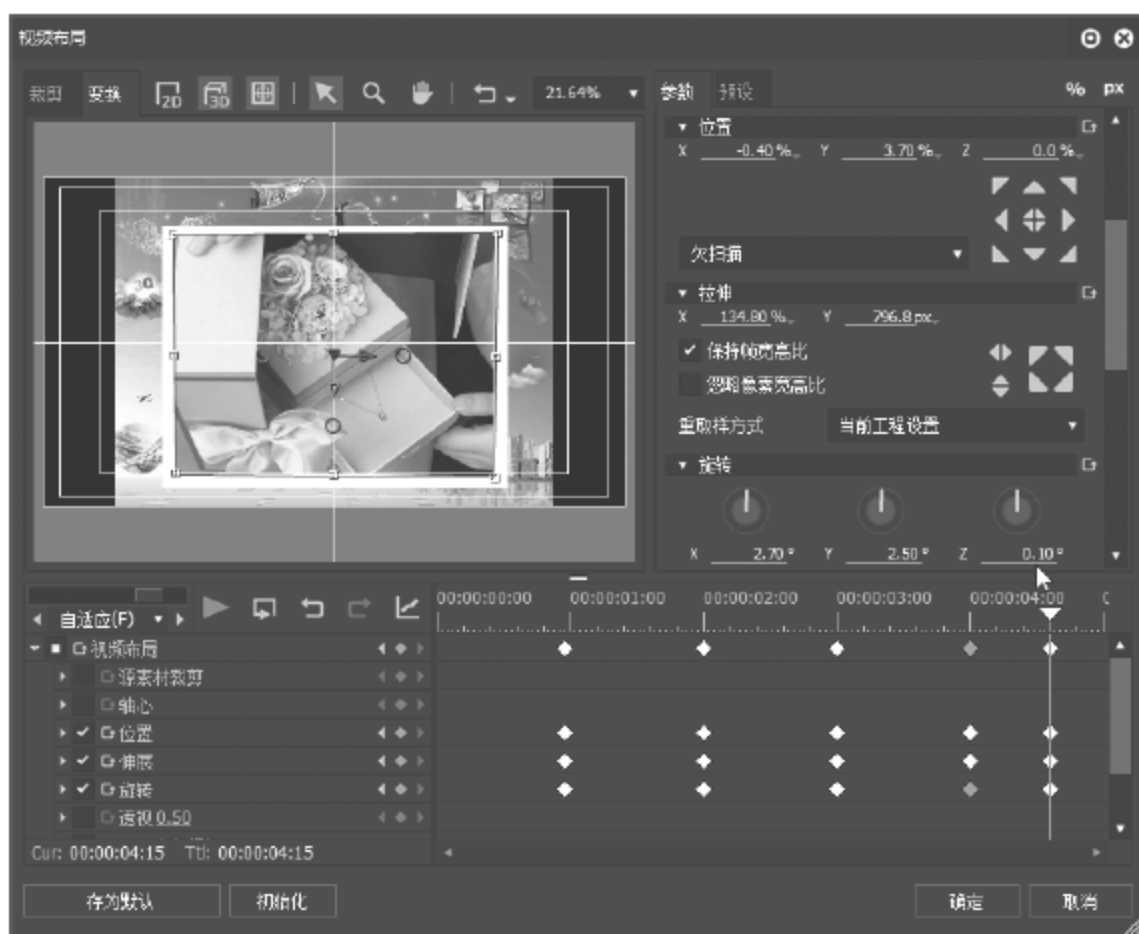 视频布局
裁剪 变换 2D 3D 21.64% 参数 预设 % px
位置
X -0.40 % Y 3.70 % Z 0.0 %
欠扫描
拉伸
X 134.80 % Y 796.8 px
保持帧宽高比
忽略像素宽高比
重取样方式 当前工程设置
旋转
X 2.70 ° Y 2.50 ° Z 0.10 °
自适应(F) 00:00:00:00 00:00:01:00 00:00:02:00 00:00:03:00 00:00:04:00
视频布局
源素材裁剪
轴心
位置
伸展
旋转
透视 0.50
Cur: 00:00:04:15 Ttl: 00:00:04:15
存为默认 初始化 确定 取消